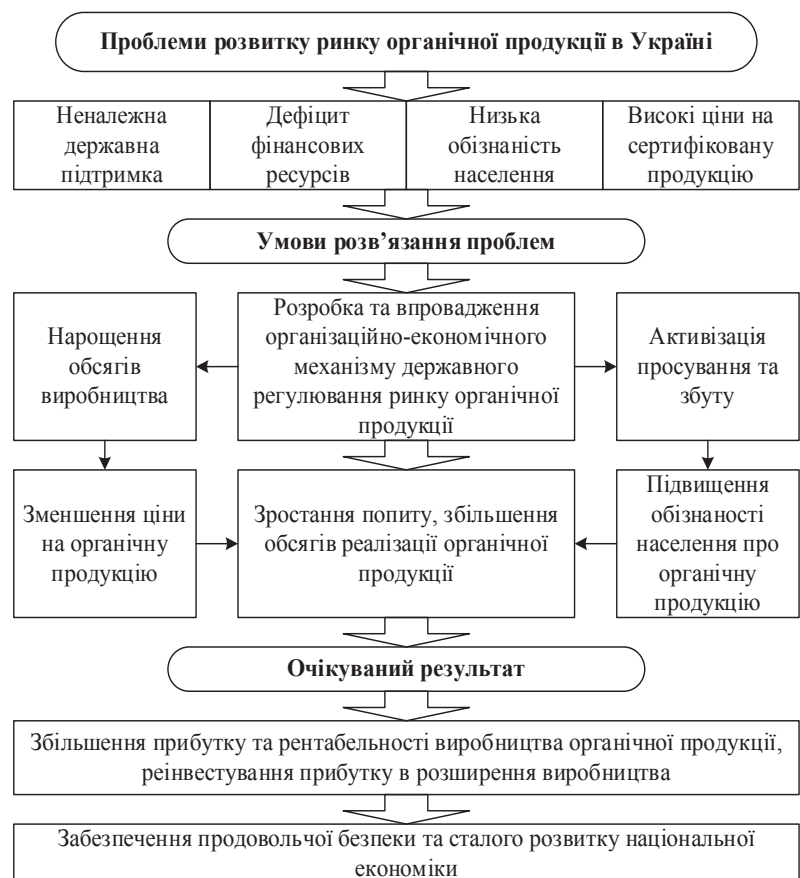 Проблеми розвитку ринку органічної продукції в Україні
Неналежна
державна
підтримка
Дефіцит
фінансових
ресурсів
Низька
обізнаність
населення
Високі ціни на
сертифіковану
продукцію
Умови розв’язання проблем
Нарощення
обсягів
виробництва
Розробка та впровадження
організаційно-економічного
механізму державного
регулювання ринку органічної
продукції
Активізація
просування та
збуту
Зменшення ціни
на органічну
продукцію
Зростання попиту, збільшення
обсягів реалізації органічної
продукції
Підвищення
обізнаності
населення про
органічну
продукцію
Очікуваний результат
Збільшення прибутку та рентабельності виробництва органічної продукції,
реінвестування прибутку в розширення виробництва
Забезпечення продовольчої безпеки та сталого розвитку національної
економіки